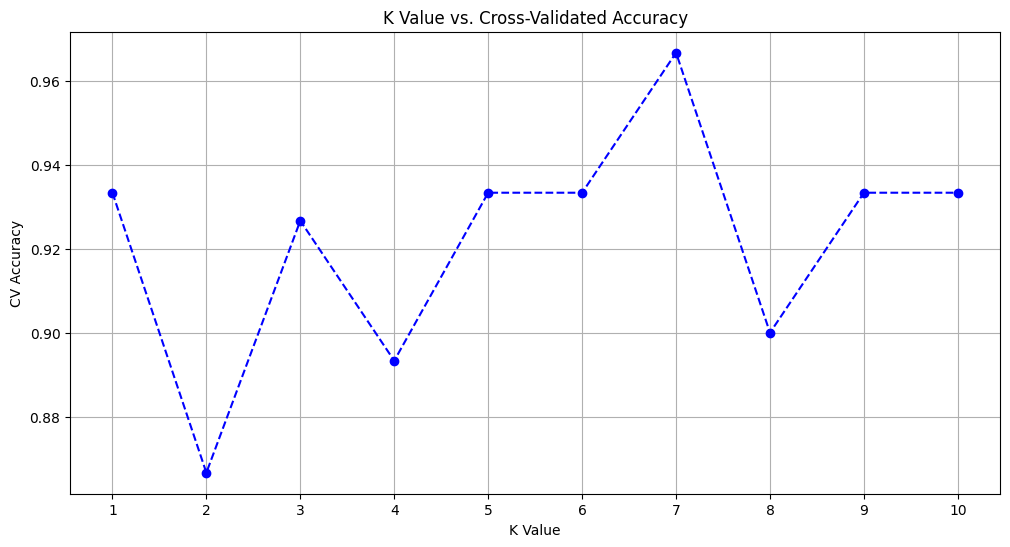 K Value vs. Cross-Validated Accuracy
0.96
0.94
0.92
0.90
0.88
CV Accuracy
1 2 3 4 5 6 7 8 9 10
K Value